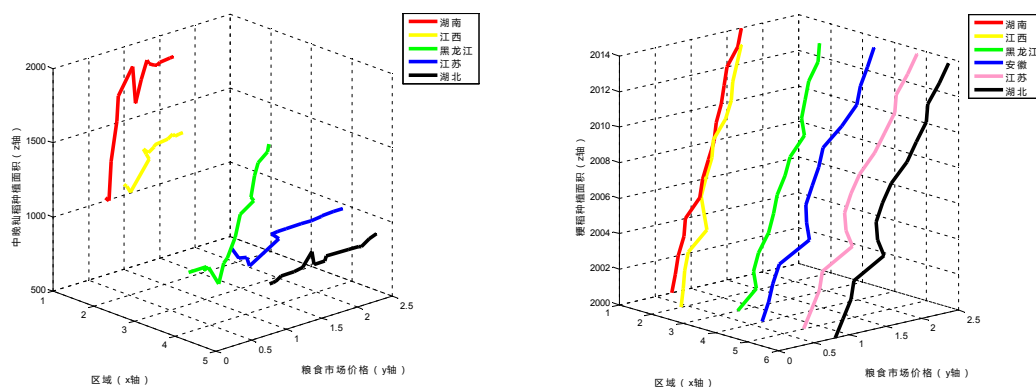 湖南
江西
黑龙江
江苏
湖北
2000
1500
1000
500
中晚籼稻种植面积（z轴）
1
2
3
4
5
0
0.5
1
1.5
2
2.5
区域（x轴）
粮食市场价格（y轴）
湖南
江西
黑龙江
安徽
江苏
湖北
2014
2012
2010
2008
2006
2004
2002
2000
粳稻种植面积（z轴）
1
2
3
4
5
6
0
0.5
1
1.5
2
2.5
区域（x轴）
粮食市场价格（y轴）